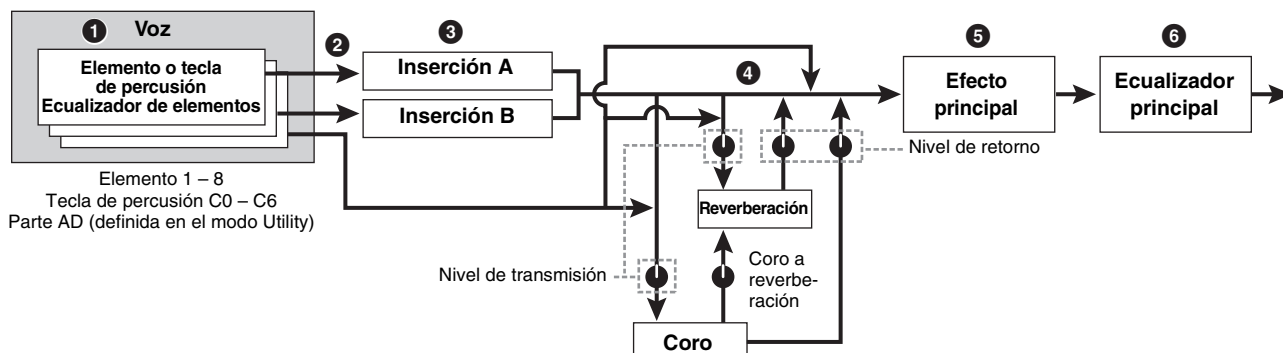 1 Voz
Elemento o tecla
de percusión
Ecualizador de elementos
2
3
Inserción A
Inserción B
4
5
Efecto
principal
6
Ecualizador
principal
Elemento 1 – 8
Tecla de percusión C0 – C6
Parte AD (definida en el modo Utility)
Nivel de retorno
Reverberación
Nivel de transmisión
Coro a
reverbe-
ración
Coro